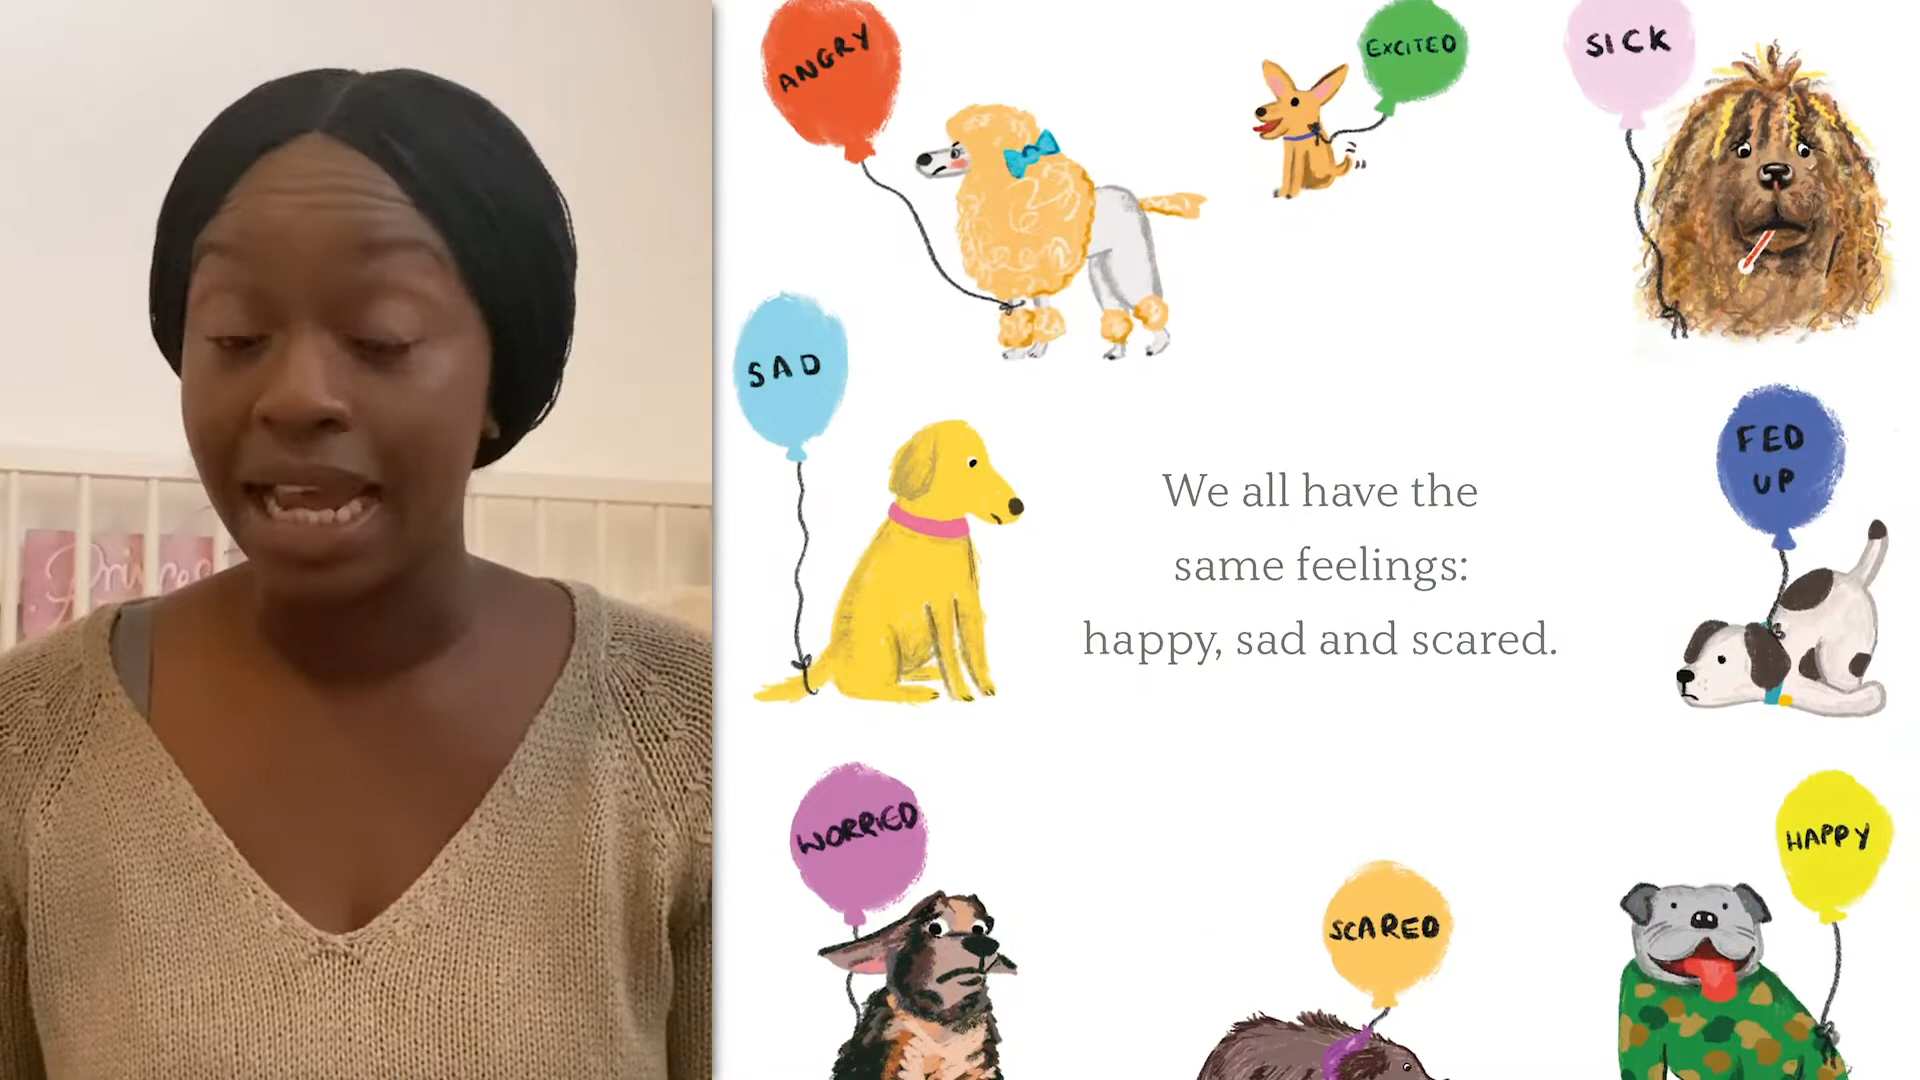 ANGRY
EXCITED
SICK
SAD
FED
UP
We all have the
same feelings:
happy, sad and scared.
Princes
WORRIED
SCARED
HAPPY